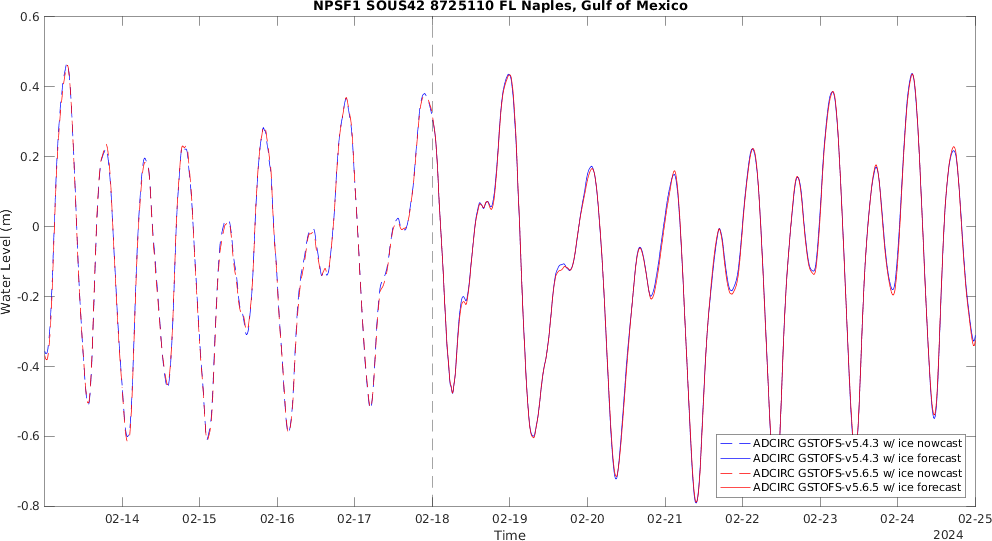 NPSF1 SOUS42 8725110 FL Naples, Gulf of Mexico
Water Level (m)
0.6
0.4
0.2
0
-0.2
-0.4
-0.6
-0.8
ADCIRC GSTOFS-v5.4.3 w/ ice nowcast
ADCIRC GSTOFS-v5.4.3 w/ ice forecast
ADCIRC GSTOFS-v5.6.5 w/ ice nowcast
ADCIRC GSTOFS-v5.6.5 w/ ice forecast
02-14 02-15 02-16 02-17 02-18 02-19 02-20 02-21 02-22 02-23 02-24 02-25
Time
2024